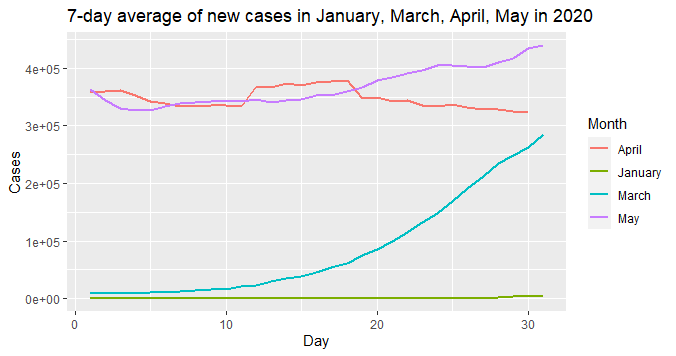 7-day average of new cases in January, March, April, May in 2020
4e+05
3e+05
2e+05
1e+05
0e+00
Cases
0
10
20
30
Day
Month
April
January
March
May